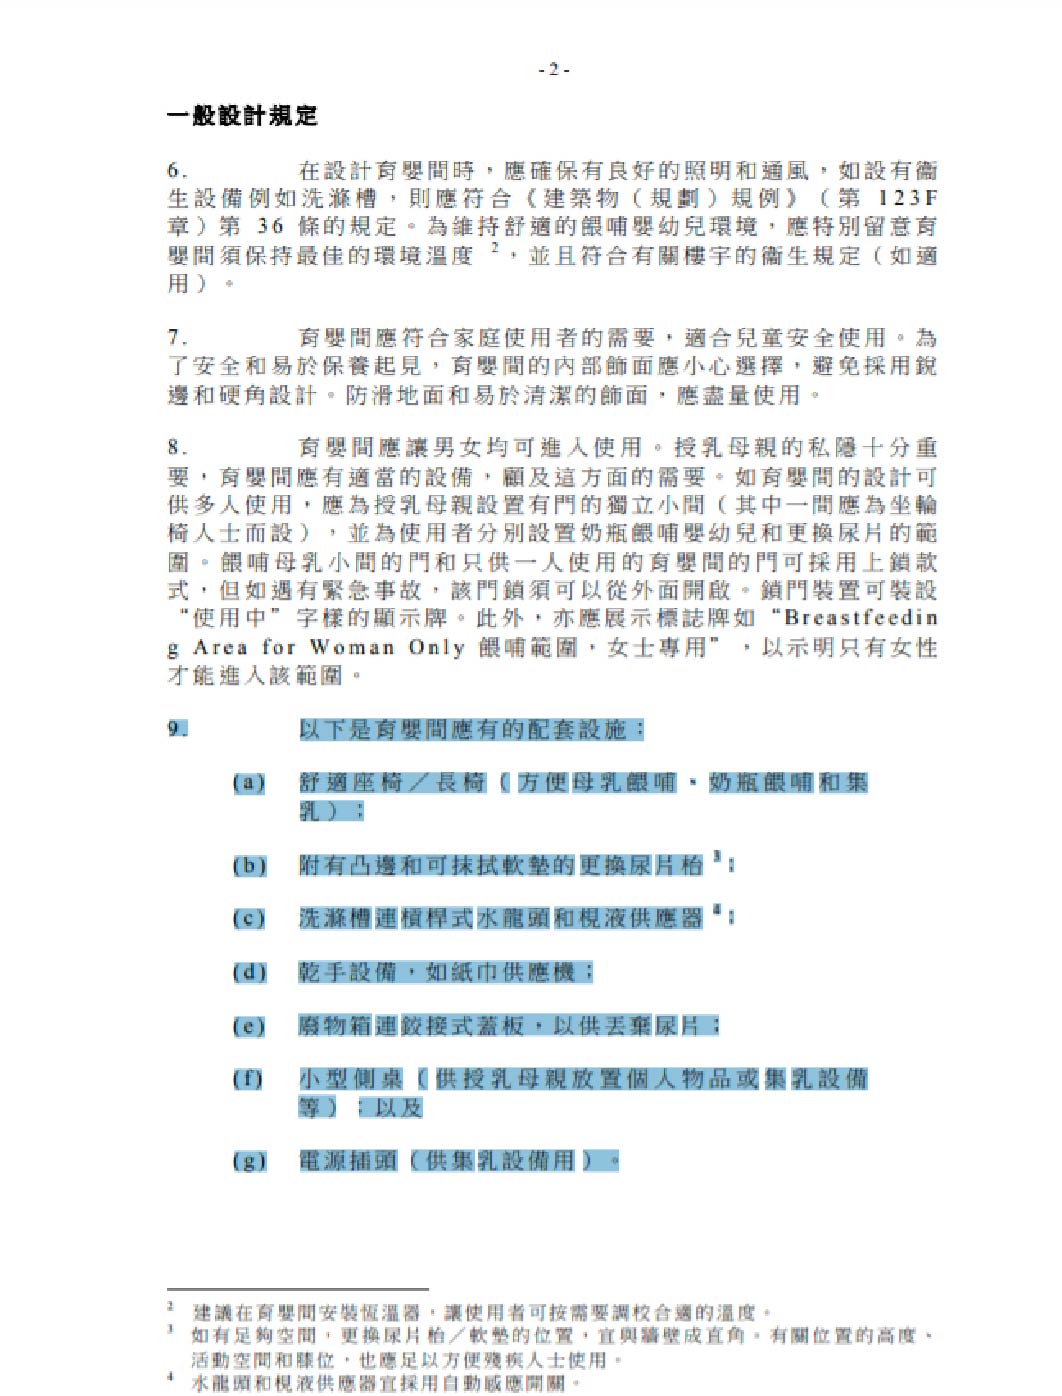 - 2 -
一般設計規定
6. 在設計育嬰間時，應確保有良好的照明和通風，如設有衞
生設備例如洗滌槽，則應符合《建築物（規劃）規例》（第 123F
章）第 36 條的規定。為維持舒適的餵哺嬰幼兒環境，應特別留意育
嬰間須保持最佳的環境溫度 2，並且符合有關樓宇的衞生規定（如適
用）。
7. 育嬰間應符合家庭使用者的需要，適合兒童安全使用。為
了安全和易於保養起見，育嬰間的內部飾面應小心選擇，避免採用銳
邊和硬角設計。防滑地面和易於清潔的飾面，應盡量使用。
8. 育嬰間應讓男女均可進入使用。授乳母親的私隱十分重
要，育嬰間應有適當的設備，顧及這方面的需要。如育嬰間的設計可
供多人使用，應為授乳母親設置有門的獨立小間（其中一間應為坐輪
椅人士而設），並為使用者分別設置奶瓶餵哺嬰幼兒和更換尿片的範
圍。餵哺母乳小間的門和只供一人使用的育嬰間的門可採用上鎖款
式，但如遇有緊急事故，該門鎖須可以從外面開啟。鎖門裝置可裝設
“使用中”字樣的顯示牌。此外，亦應展示標誌牌如“Breastfeedin
g Area for Woman Only 餵哺範圍，女士專用”，以示明只有女性
才能進入該範圍。
9. 以下是育嬰間應有的配套設施：
(a) 舒適座椅／長椅（方便母乳餵哺、奶瓶餵哺和集
乳）；
(b) 附有凸邊和可抹拭軟墊的更換尿片枱 3；
(c) 洗滌槽連槓桿式水龍頭和梘液供應器 4；
(d) 乾手設備，如紙巾供應機；
(e) 廢物箱連鉸接式蓋板，以供丟棄尿片；
(f) 小型側桌（供授乳母親放置個人物品或集乳設備
等）；以及
(g) 電源插頭（供集乳設備用）。
2 建議在育嬰間安裝恆溫器，讓使用者可按需要調校合適的溫度。
3 如有足夠空間，更換尿片枱／軟墊的位置，宜與牆壁成直角。有關位置的高度、
活動空間和膝位，也應足以方便殘疾人士使用。
4 水龍頭和梘液供應器宜採用自動感應開關。